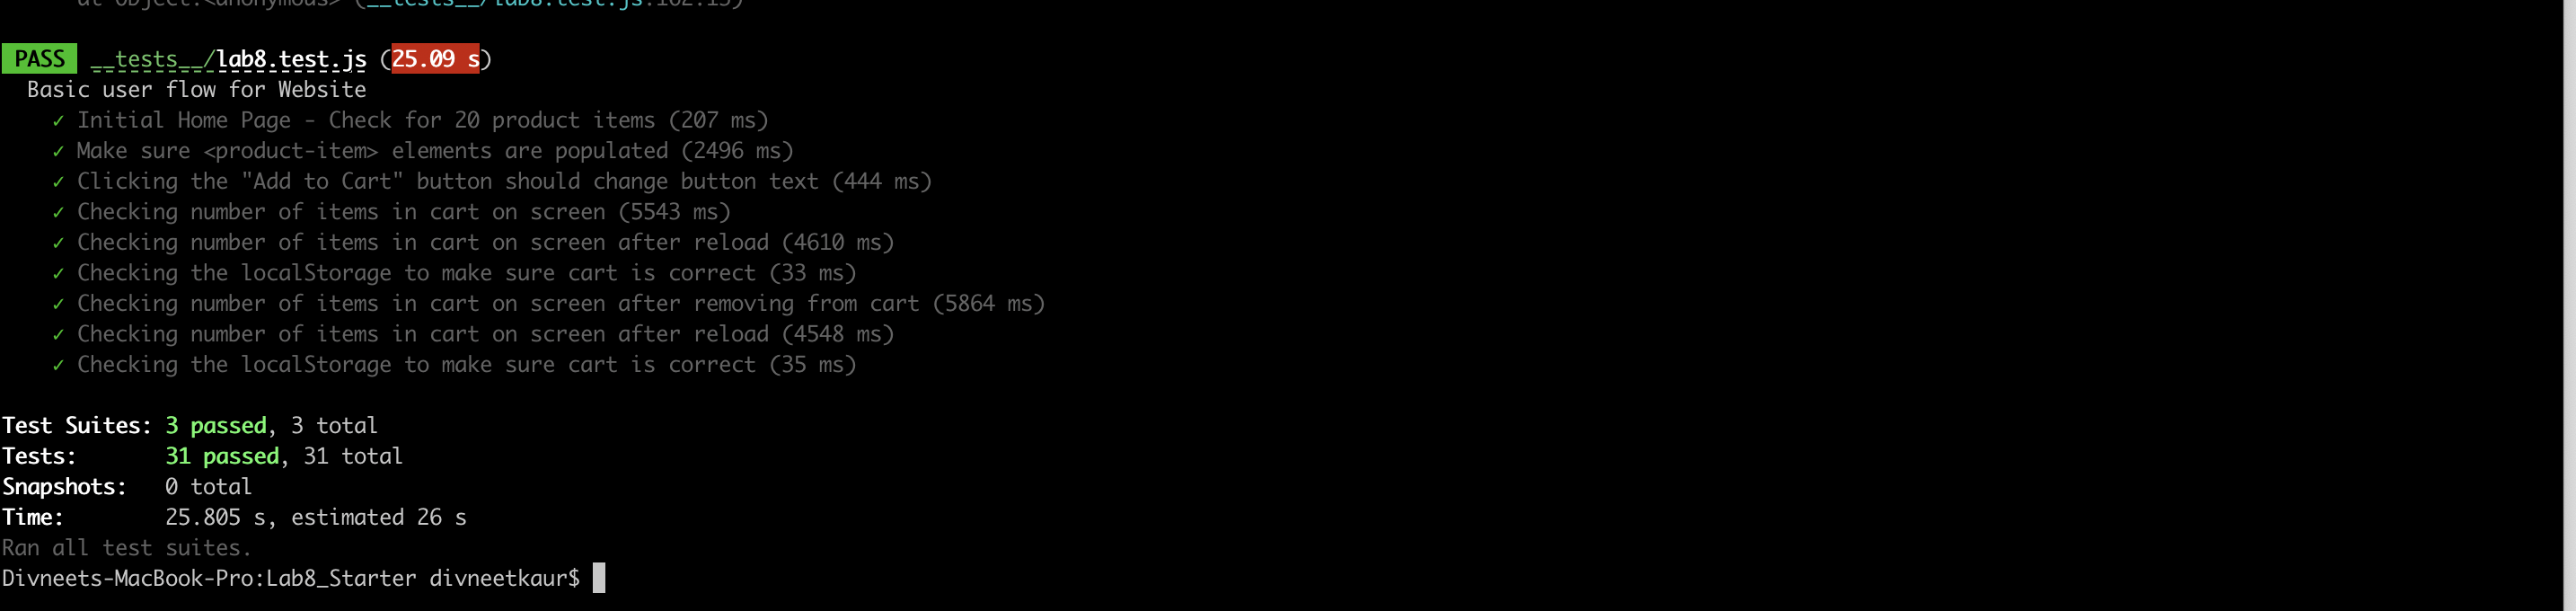 at Object.<anonymous> (__tests__/lab8.test.js:162:13)
PASS __tests__/lab8.test.js (25.09 s)
Basic user flow for Website
✓ Initial Home Page - Check for 20 product items (207 ms)
✓ Make sure <product-item> elements are populated (2496 ms)
✓ Clicking the "Add to Cart" button should change button text (444 ms)
✓ Checking number of items in cart on screen (5543 ms)
✓ Checking number of items in cart on screen after reload (4610 ms)
✓ Checking the localStorage to make sure cart is correct (33 ms)
✓ Checking number of items in cart on screen after removing from cart (5864 ms)
✓ Checking number of items in cart on screen after reload (4548 ms)
✓ Checking the localStorage to make sure cart is correct (35 ms)
Test Suites: 3 passed, 3 total
Tests: 31 passed, 31 total
Snapshots: 0 total
Time: 25.805 s, estimated 26 s
Ran all test suites.
Divneets-MacBook-Pro:Lab8_Starter divneetkaur$